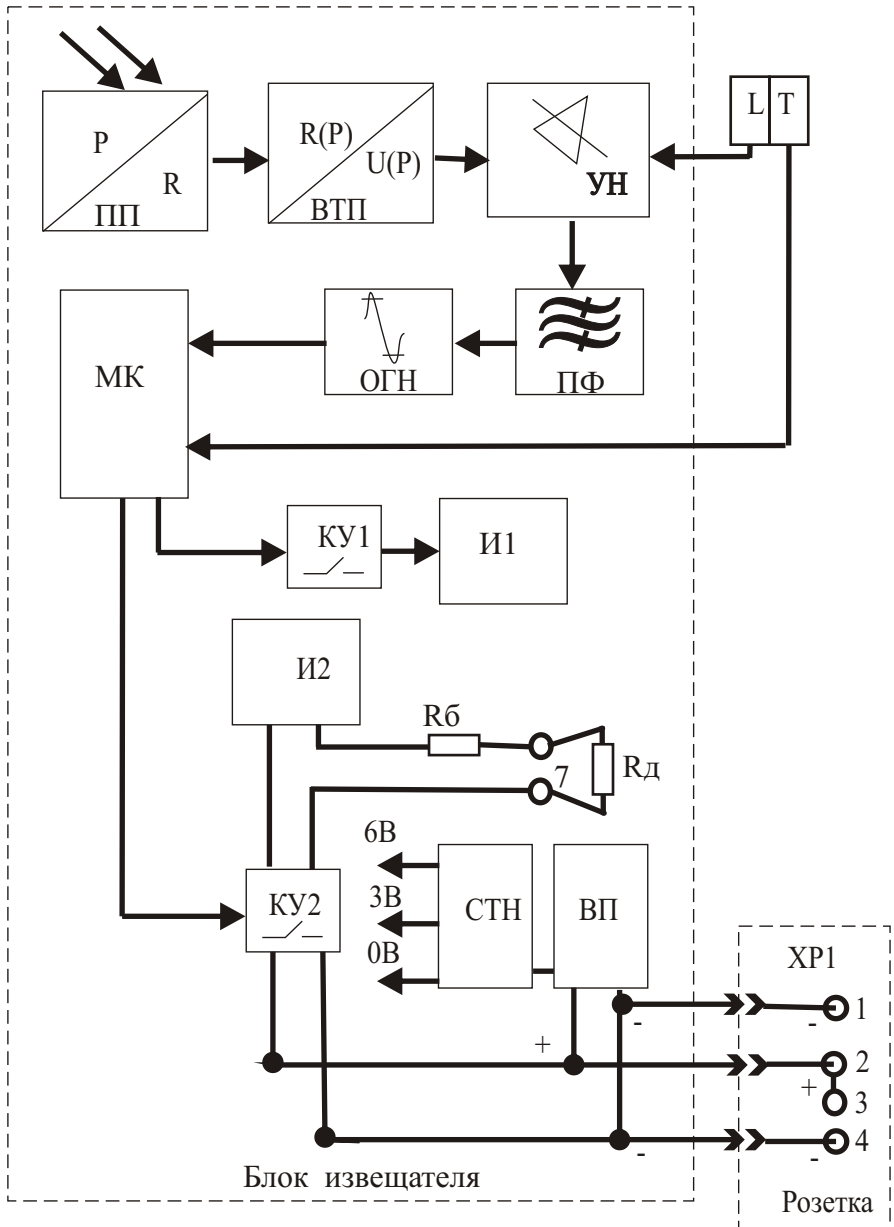 P
R
ПП
R(P)
U(P)
ВТП
УН
L T
МК
ОГН
ПФ
КУ1
И1
И2
Rб
7
Rд
6В
3В
0В
КУ2
СТН
ВП
XP1
- - 1
+ 2
+ 3
- - 4
Блок извещателя
Розетка